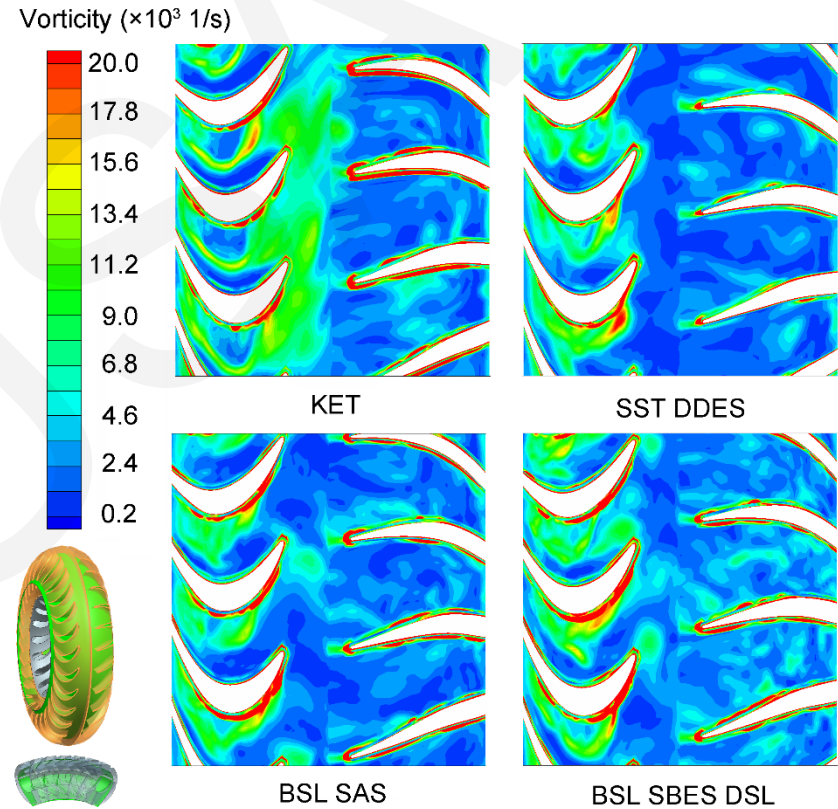 Vorticity (×10³ 1/s)
20.0
17.8
15.6
13.4
11.2
9.0
6.8
4.6
2.4
0.2
KET
SST DDES
BSL SAS
BSL SBES DSL